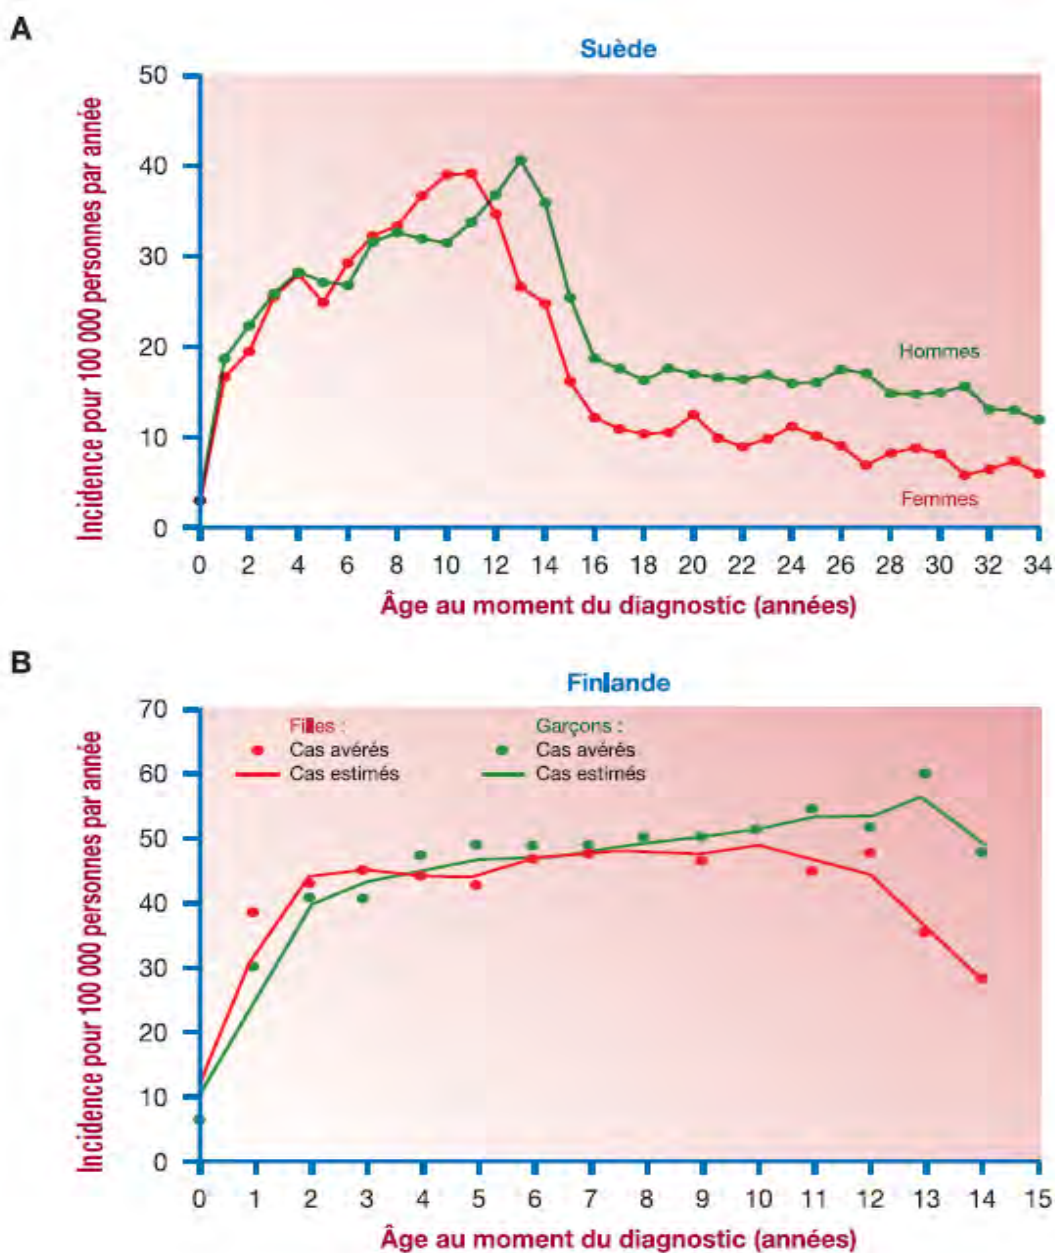 A
Suède
Incidence pour 100 000 personnes par année
50
40
30
20
10
0
Hommes
Femmes
0 2 4 6 8 10 12 14 16 18 20 22 24 26 28 30 32 34
Âge au moment du diagnostic (années)
B
Finlande
Incidence pour 100 000 personnes par année
70
60
50
40
30
20
10
0
Filles :
Cas avérés
Cas estimés
Garçons :
Cas avérés
Cas estimés
0 1 2 3 4 5 6 7 8 9 10 11 12 13 14 15
Âge au moment du diagnostic (années)